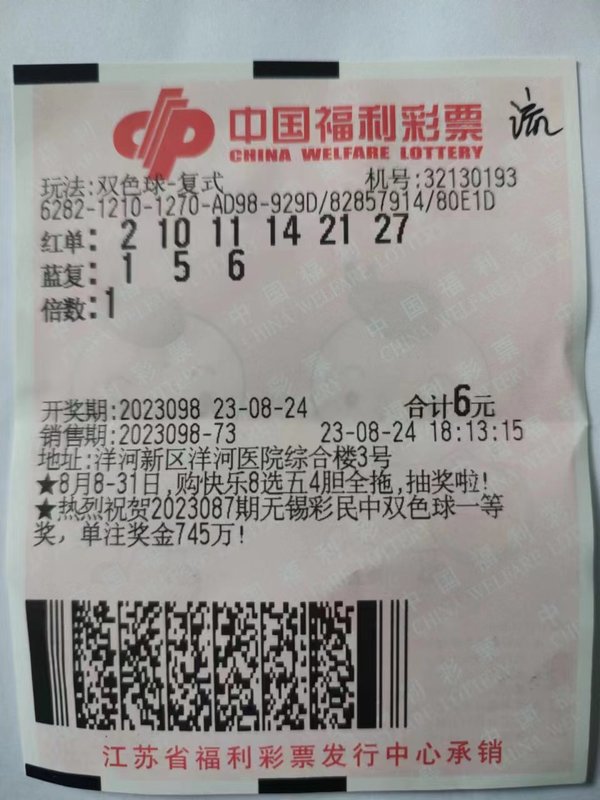 中国福利彩票
CHINA WELFARE LOTTERY
流
玩法:双色球-复式 机号:32130193
6282-1210-1270-AD98-929D/82857914/80E1D
红单: 2 10 11 14 21 27
蓝复: 1 5 6
倍数:1
开奖期:2023098 23-08-24 合计6元
销售期:2023098-73 23-08-24 18:13:15
地址:洋河新区洋河医院综合楼3号
★8月8-31日,购快乐8选五4胆全拖,抽奖啦!
★热烈祝贺2023087期无锡彩民中双色球一等
奖，单注奖金745万!
江苏省福利彩票发行中心承销